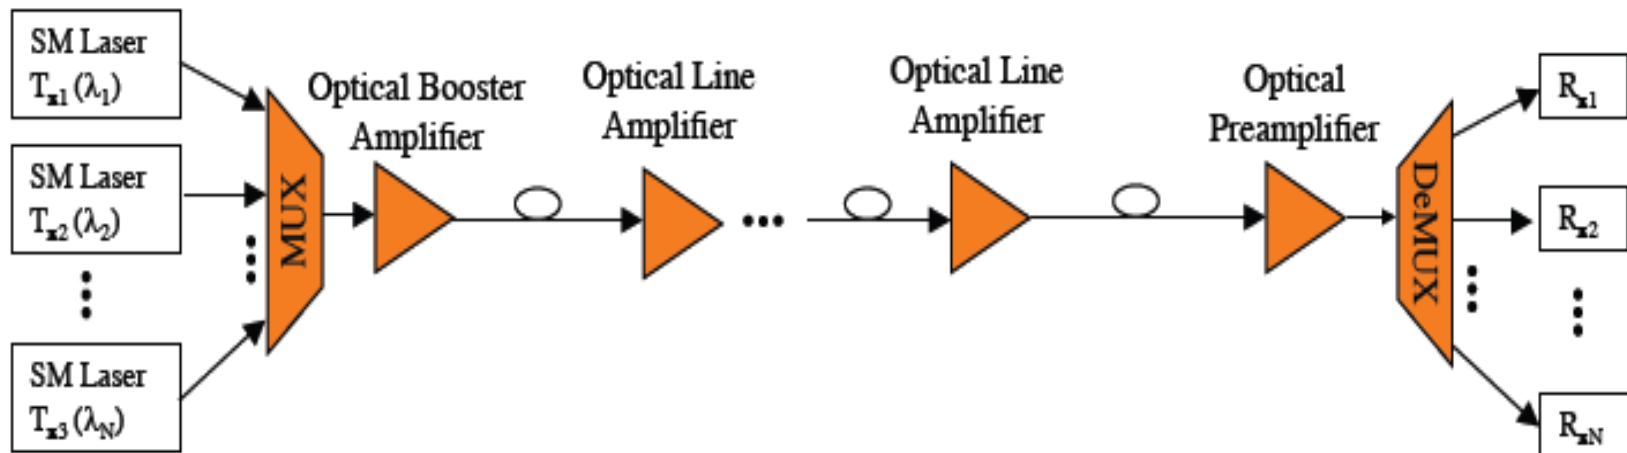 SM Laser
Tx1 (λ1)
SM Laser
Tx2 (λ2)
SM Laser
Tx3 (λN)
MUX
Optical Booster
Amplifier
Optical Line
Amplifier
Optical Line
Amplifier
Optical
Preamplifier
DeMUX
Rx1
Rx2
RxN